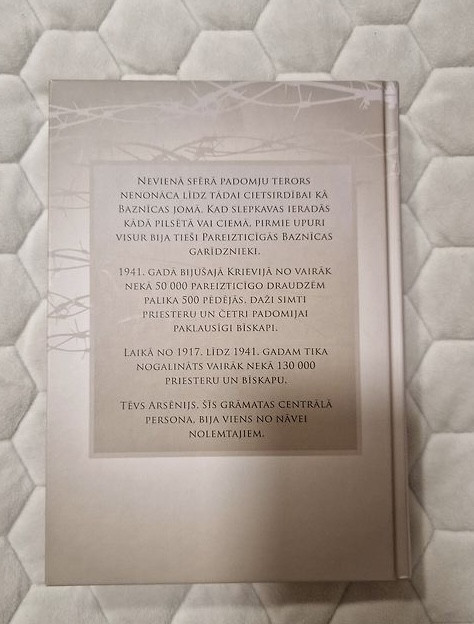 Nevienā sfērā padomju terors
nenonāca līdz tādai cietsirdībai kā
Baznīcas jomā. Kad slepkavas ieradās
kādā pilsētā vai ciemā, pirmie upuri
visur bija tieši Pareizticīgās Baznīcas
garīdznieki.
1941. gadā bijušajā Krievijā no vairāk
nekā 50 000 pareizticīgo draudzēm
palika 500 pēdējās, daži simti
priesteru un četri padomijai
paklausīgi bīskapi.
Laikā no 1917. līdz 1941. gadam tika
nogalināts vairāk nekā 130 000
priesteru un bīskapu.
Tēvs Arsēnijs, šīs grāmatas centrālā
persona, bija viens no nāvei
nolemtajiem.